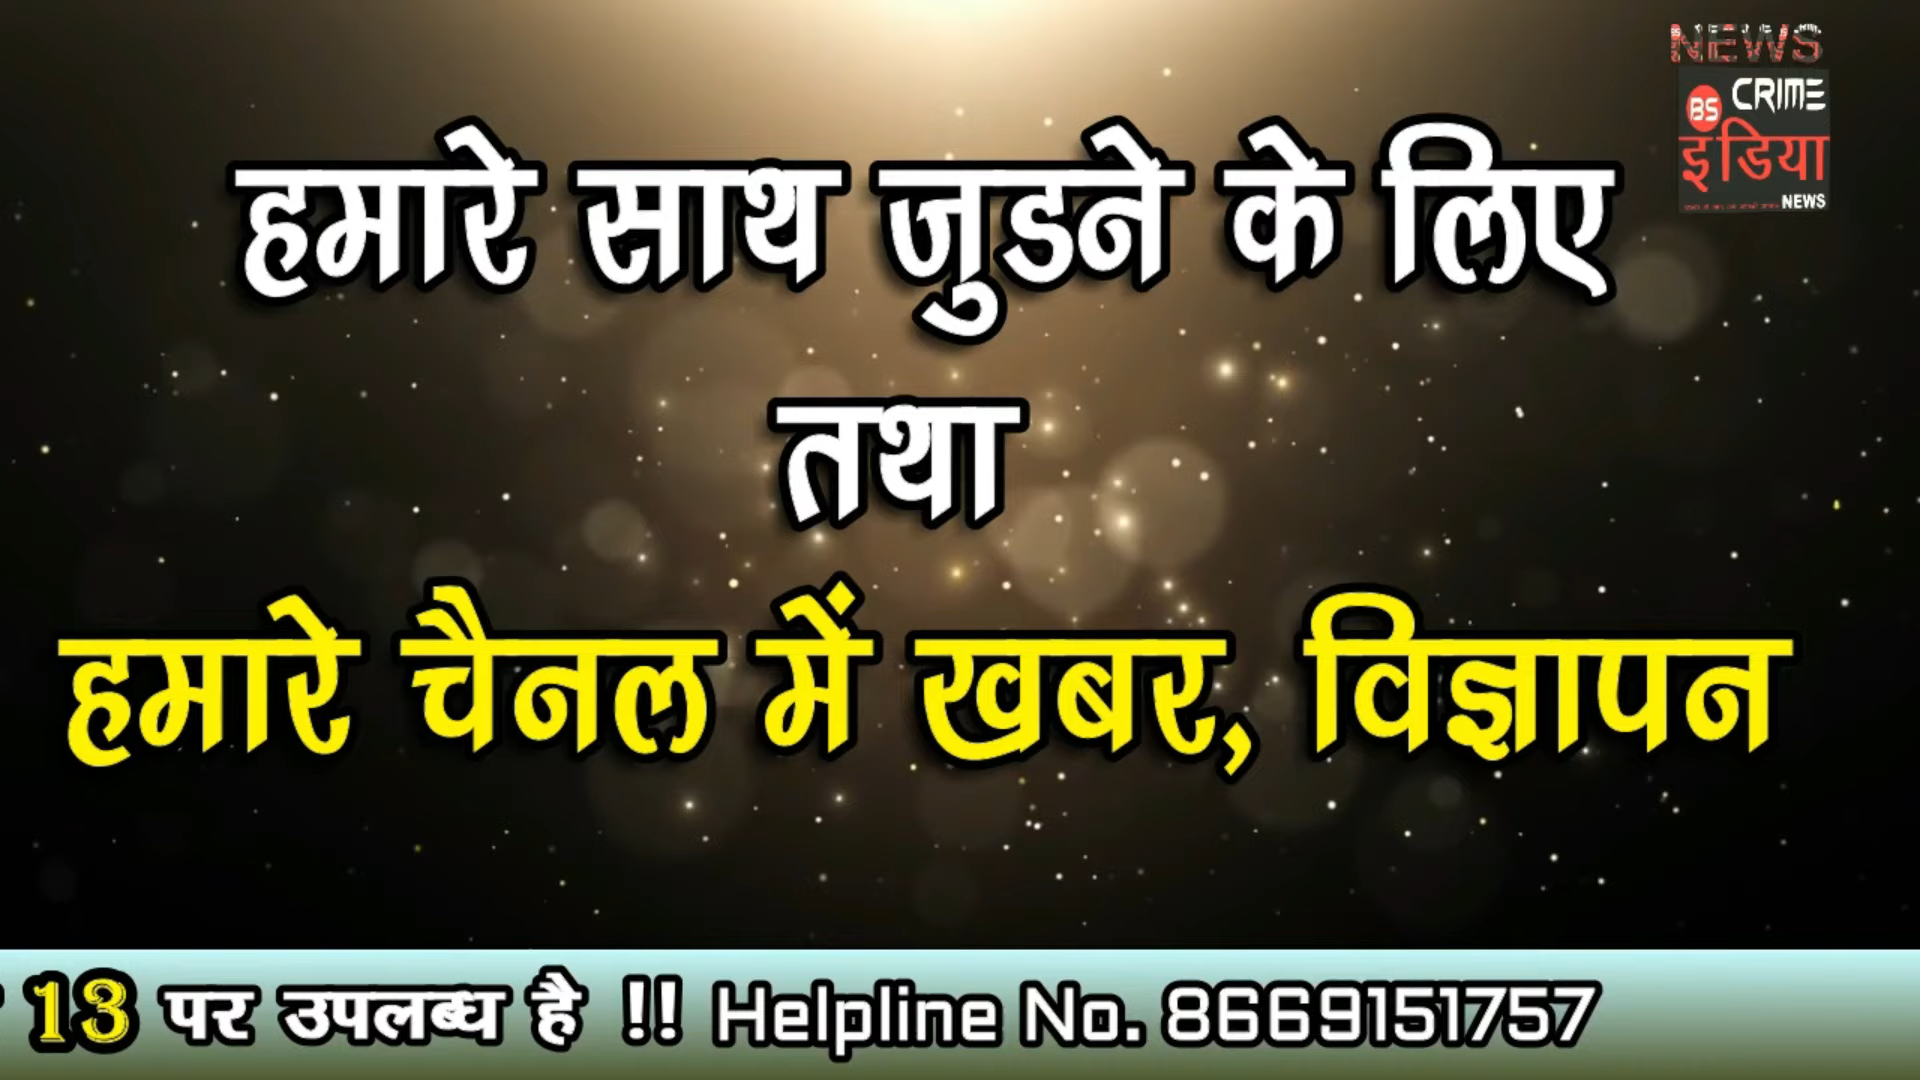 NEWS
BS CRIME
इंडिया
NEWS
हमारे साथ जुडने के लिए
तथा
हमारे चैनल में खबर, विज्ञापन
13 पर उपलब्ध है !! Helpline No. 8669151757